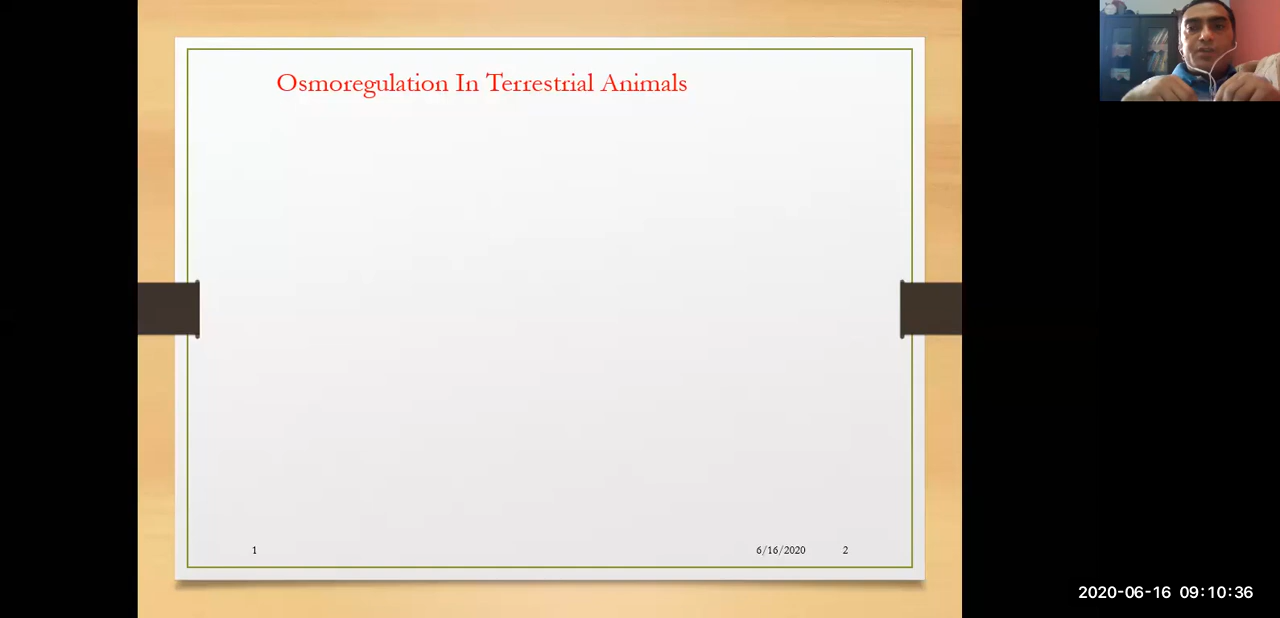 Osmoregulation In Terrestrial Animals
1
6/16/2020
2
2020-06-16 09:10:36